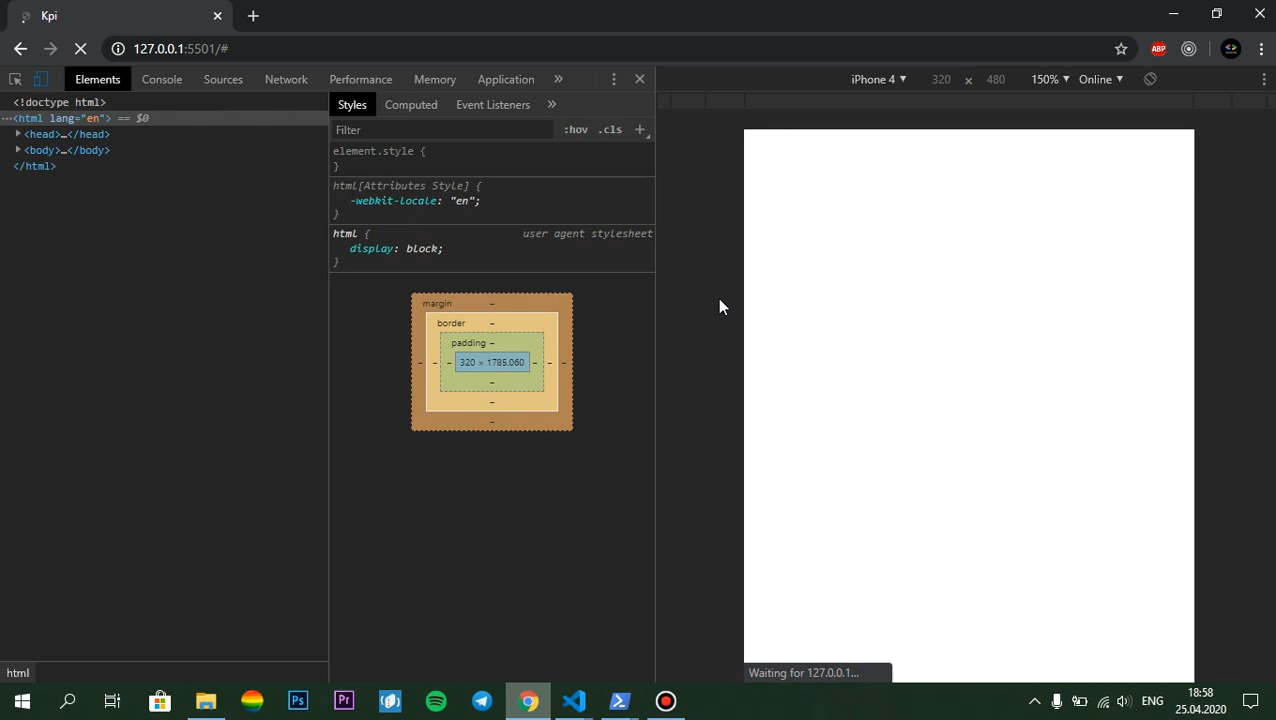 Kpi
127.0.0.1:5501/#
ABP
Elements Console Sources Network Performance Memory Application »
<!doctype html>
<html lang="en"> == $0
<head>…</head>
<body>…</body>
</html>
html
Styles Computed Event Listeners »
Filter :hov .cls +
element.style {
}
html[Attributes Style] {
-webkit-locale: "en";
}
html { user agent stylesheet
display: block;
}
margin –
border –
padding –
– – – 320 × 1785.060 – – –
–
–
–
iPhone 4 320 × 480 150% Online
Waiting for 127.0.0.1...
Ps Pr
ENG
18:58
25.04.2020